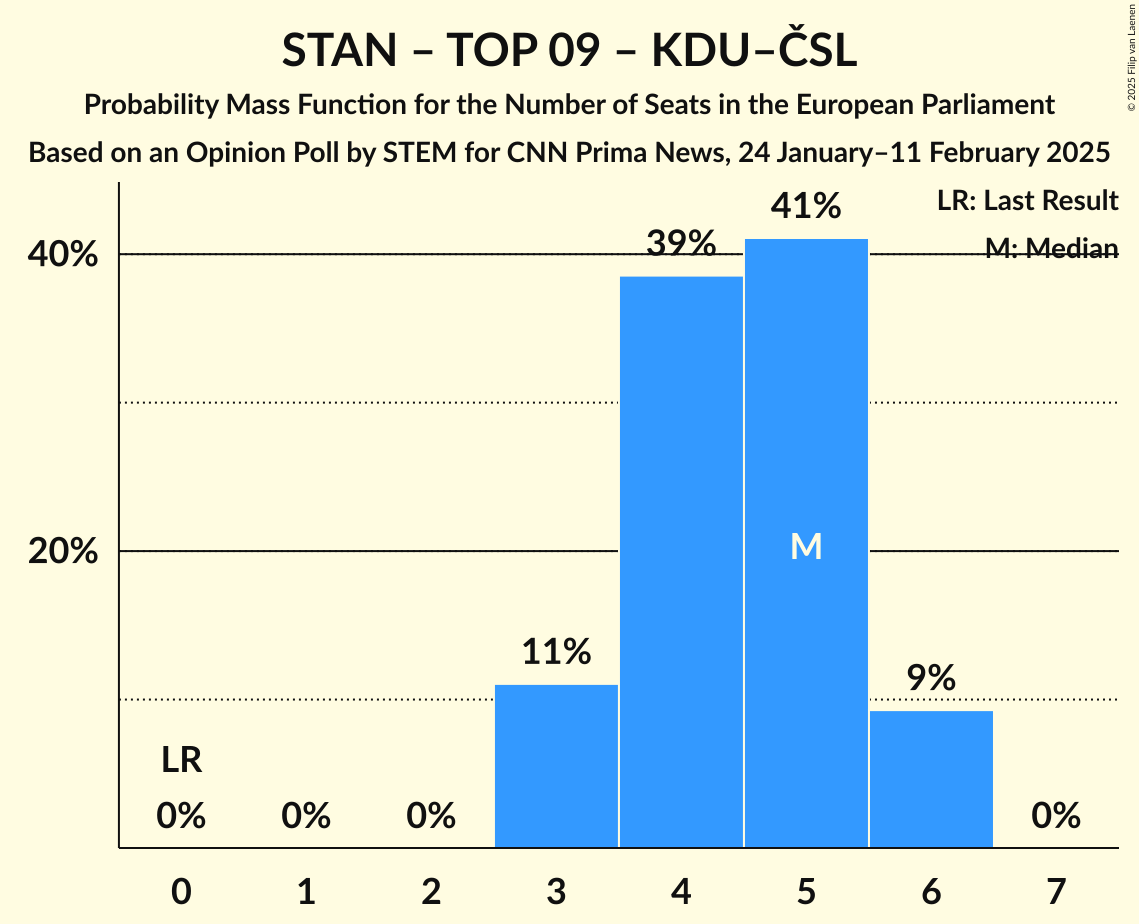 STAN – TOP 09 – KDU–ČSL
Probability Mass Function for the Number of Seats in the European Parliament
Based on an Opinion Poll by STEM for CNN Prima News, 24 January–11 February 2025
© 2025 Filip van Laenen
LR: Last Result
M: Median
40%
20%
LR
0%
0%
0%
11%
39%
41%
M
9%
0%
0
1
2
3
4
5
6
7